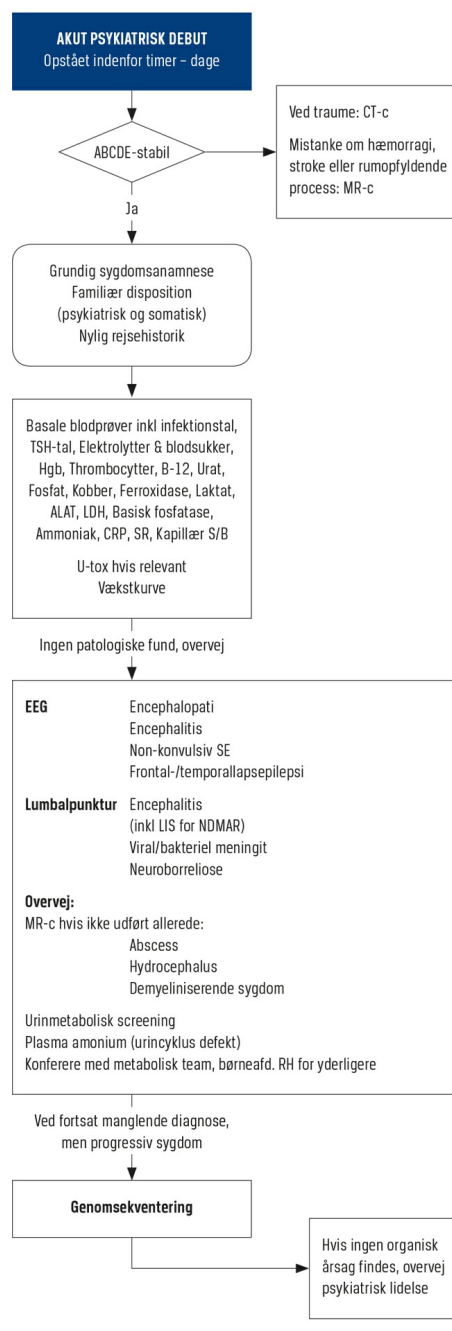 AKUT PSYKIATRISK DEBUT
Opstået indenfor timer – dage
ABCDE-stabil
Ved traume: CT-c
Mistanke om hæmorragi,
stroke eller rumopfyldende
process: MR-c
Ja
Grundig sygdomsanamnese
Familiær disposition
(psykiatrisk og somatisk)
Nylig rejsehistorik
Basale blodprøver inkl infektionstal,
TSH-tal, Elektrolytter & blodsukker,
Hgb, Thrombocytter, B-12, Urat,
Fosfat, Kobber, Ferroxidase, Laktat,
ALAT, LDH, Basisk fosfatase,
Ammoniak, CRP, SR, Kapillær S/B
U-tox hvis relevant
Vækstkurve
Ingen patologiske fund, overvej
EEG Encephalopati
Encephalitis
Non-konvulsiv SE
Frontal-/temporallapsepilepsi
Lumbalpunktur Encephalitis
(inkl LIS for NDMAR)
Viral/bakteriel meningit
Neuroborreliose
Overvej:
MR-c hvis ikke udført allerede:
Abscess
Hydrocephalus
Demyeliniserende sygdom
Urinmetabolisk screening
Plasma amonium (urincyklus defekt)
Konferere med metabolisk team, børneafd. RH for yderligere
Ved fortsat manglende diagnose,
men progressiv sygdom
Genomsekventering
Hvis ingen organisk
årsag findes, overvej
psykiatrisk lidelse